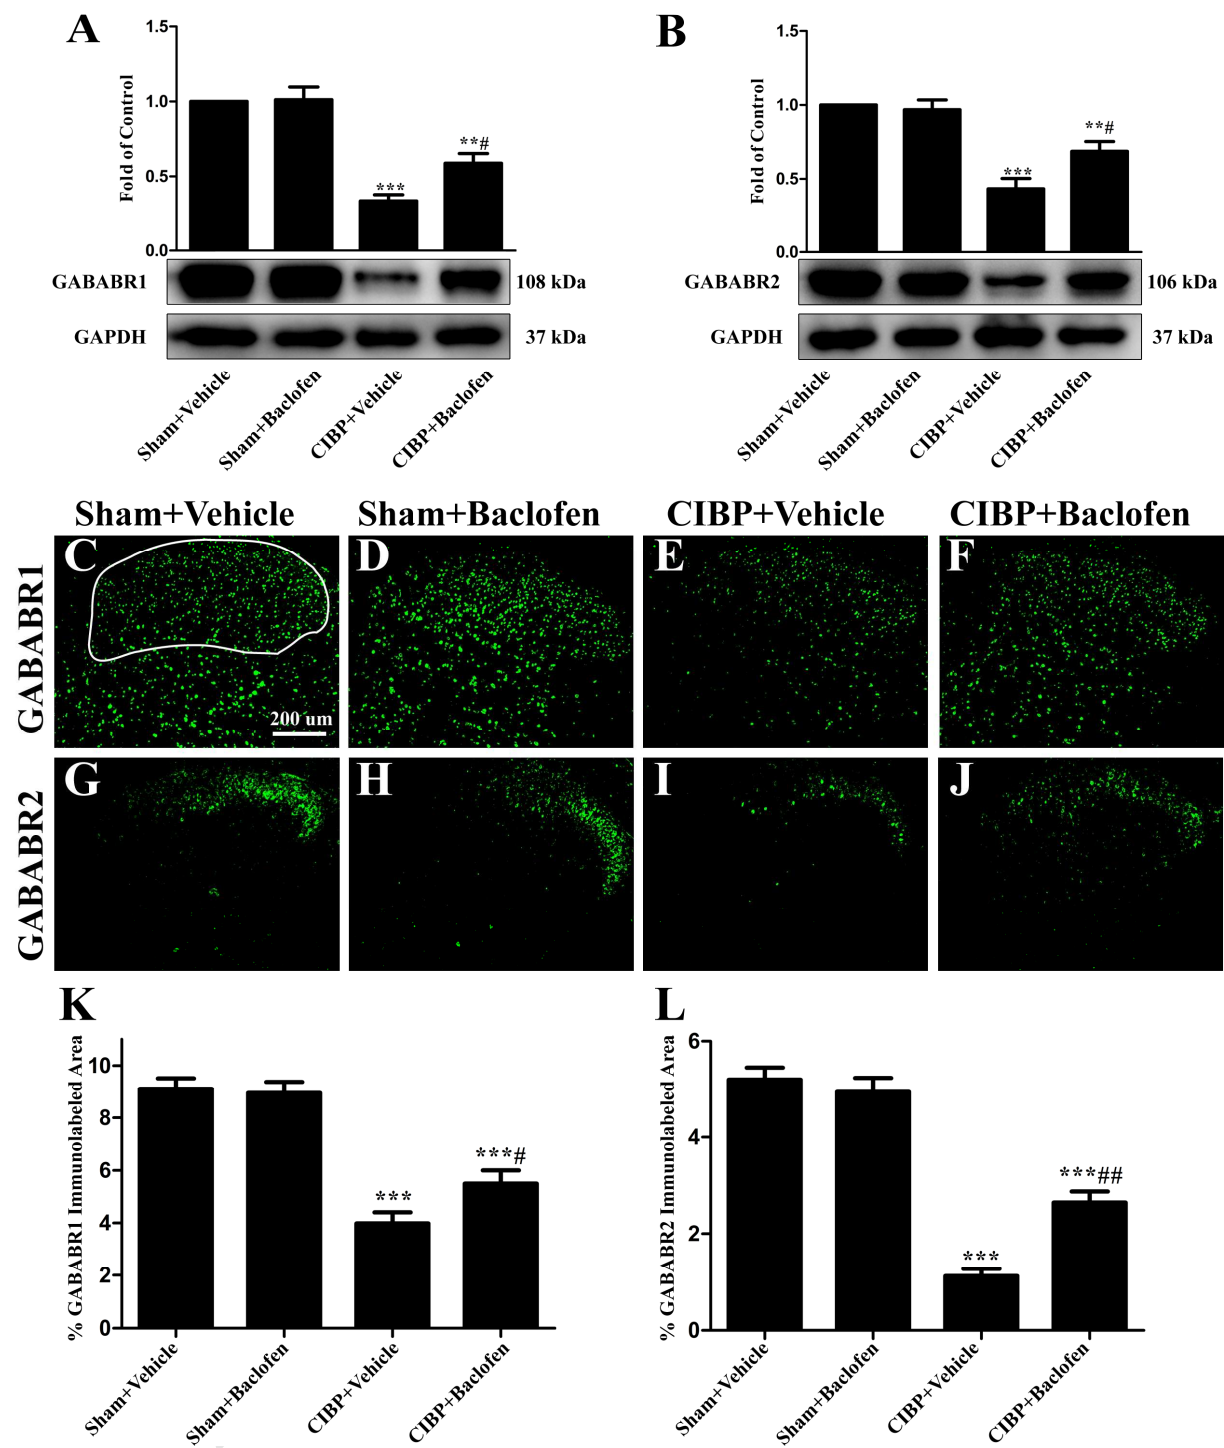 A
1.5
1.0
0.5
0.0
Fold of Control
***
**#
GABABR1
108 kDa
GAPDH
37 kDa
Sham+Vehicle
Sham+Baclofen
CIBP+Vehicle
CIBP+Baclofen
B
1.5
1.0
0.5
0.0
Fold of Control
***
**#
GABABR2
106 kDa
GAPDH
37 kDa
Sham+Vehicle
Sham+Baclofen
CIBP+Vehicle
CIBP+Baclofen
Sham+Vehicle
Sham+Baclofen
CIBP+Vehicle
CIBP+Baclofen
GABABR1
C
D
E
F
200 um
GABABR2
G
H
I
J
K
10
8
6
4
2
0
% GABABR1 Immunolabeled Area
***
***#
Sham+Vehicle
Sham+Baclofen
CIBP+Vehicle
CIBP+Baclofen
L
6
4
2
0
% GABABR2 Immunolabeled Area
***
***##
Sham+Vehicle
Sham+Baclofen
CIBP+Vehicle
CIBP+Baclofen